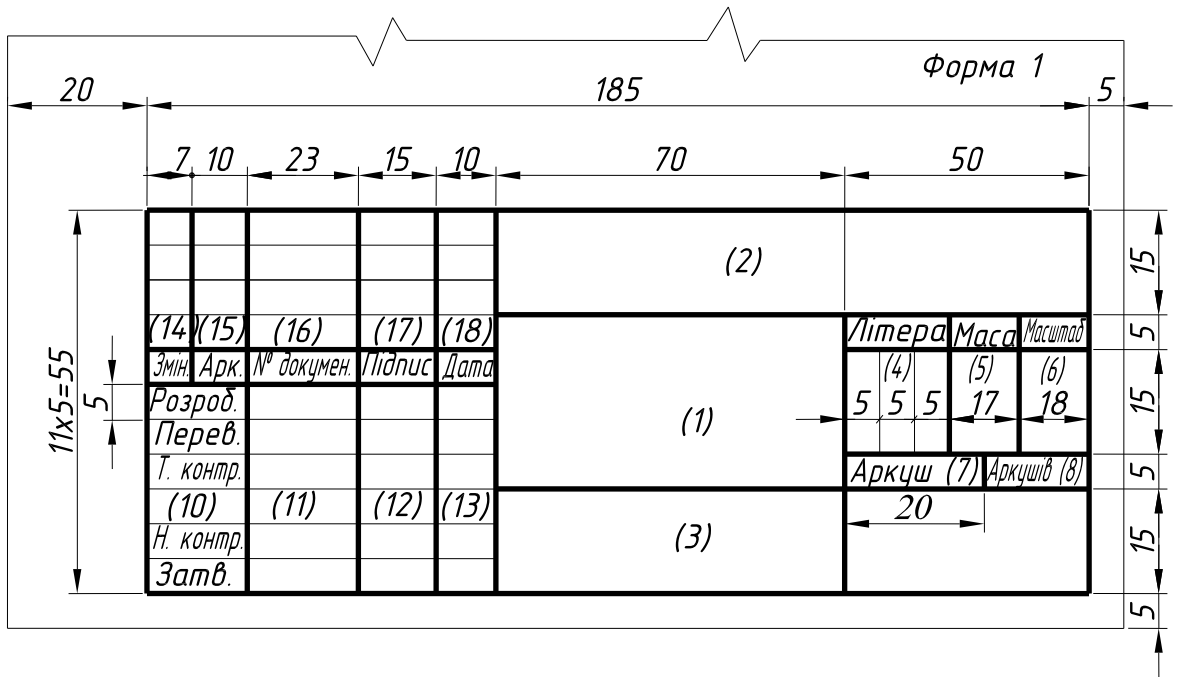 Форма 1
20 185 5
7 10 23 15 10 70 50
(2)
15
(14) (15) (16) (17) (18)
Літера Маса Масштаб
5
Змін. Арк. № докумен. Підпис Дата
11х5=55
5
(4) (5) (6)
Розроб.
5 5 5 17 18
15
(1)
Перев.
Т. контр.
Аркуш (7) Аркушів (8)
5
(10) (11) (12) (13)
20
Н. контр.
(3)
15
Затв.
5